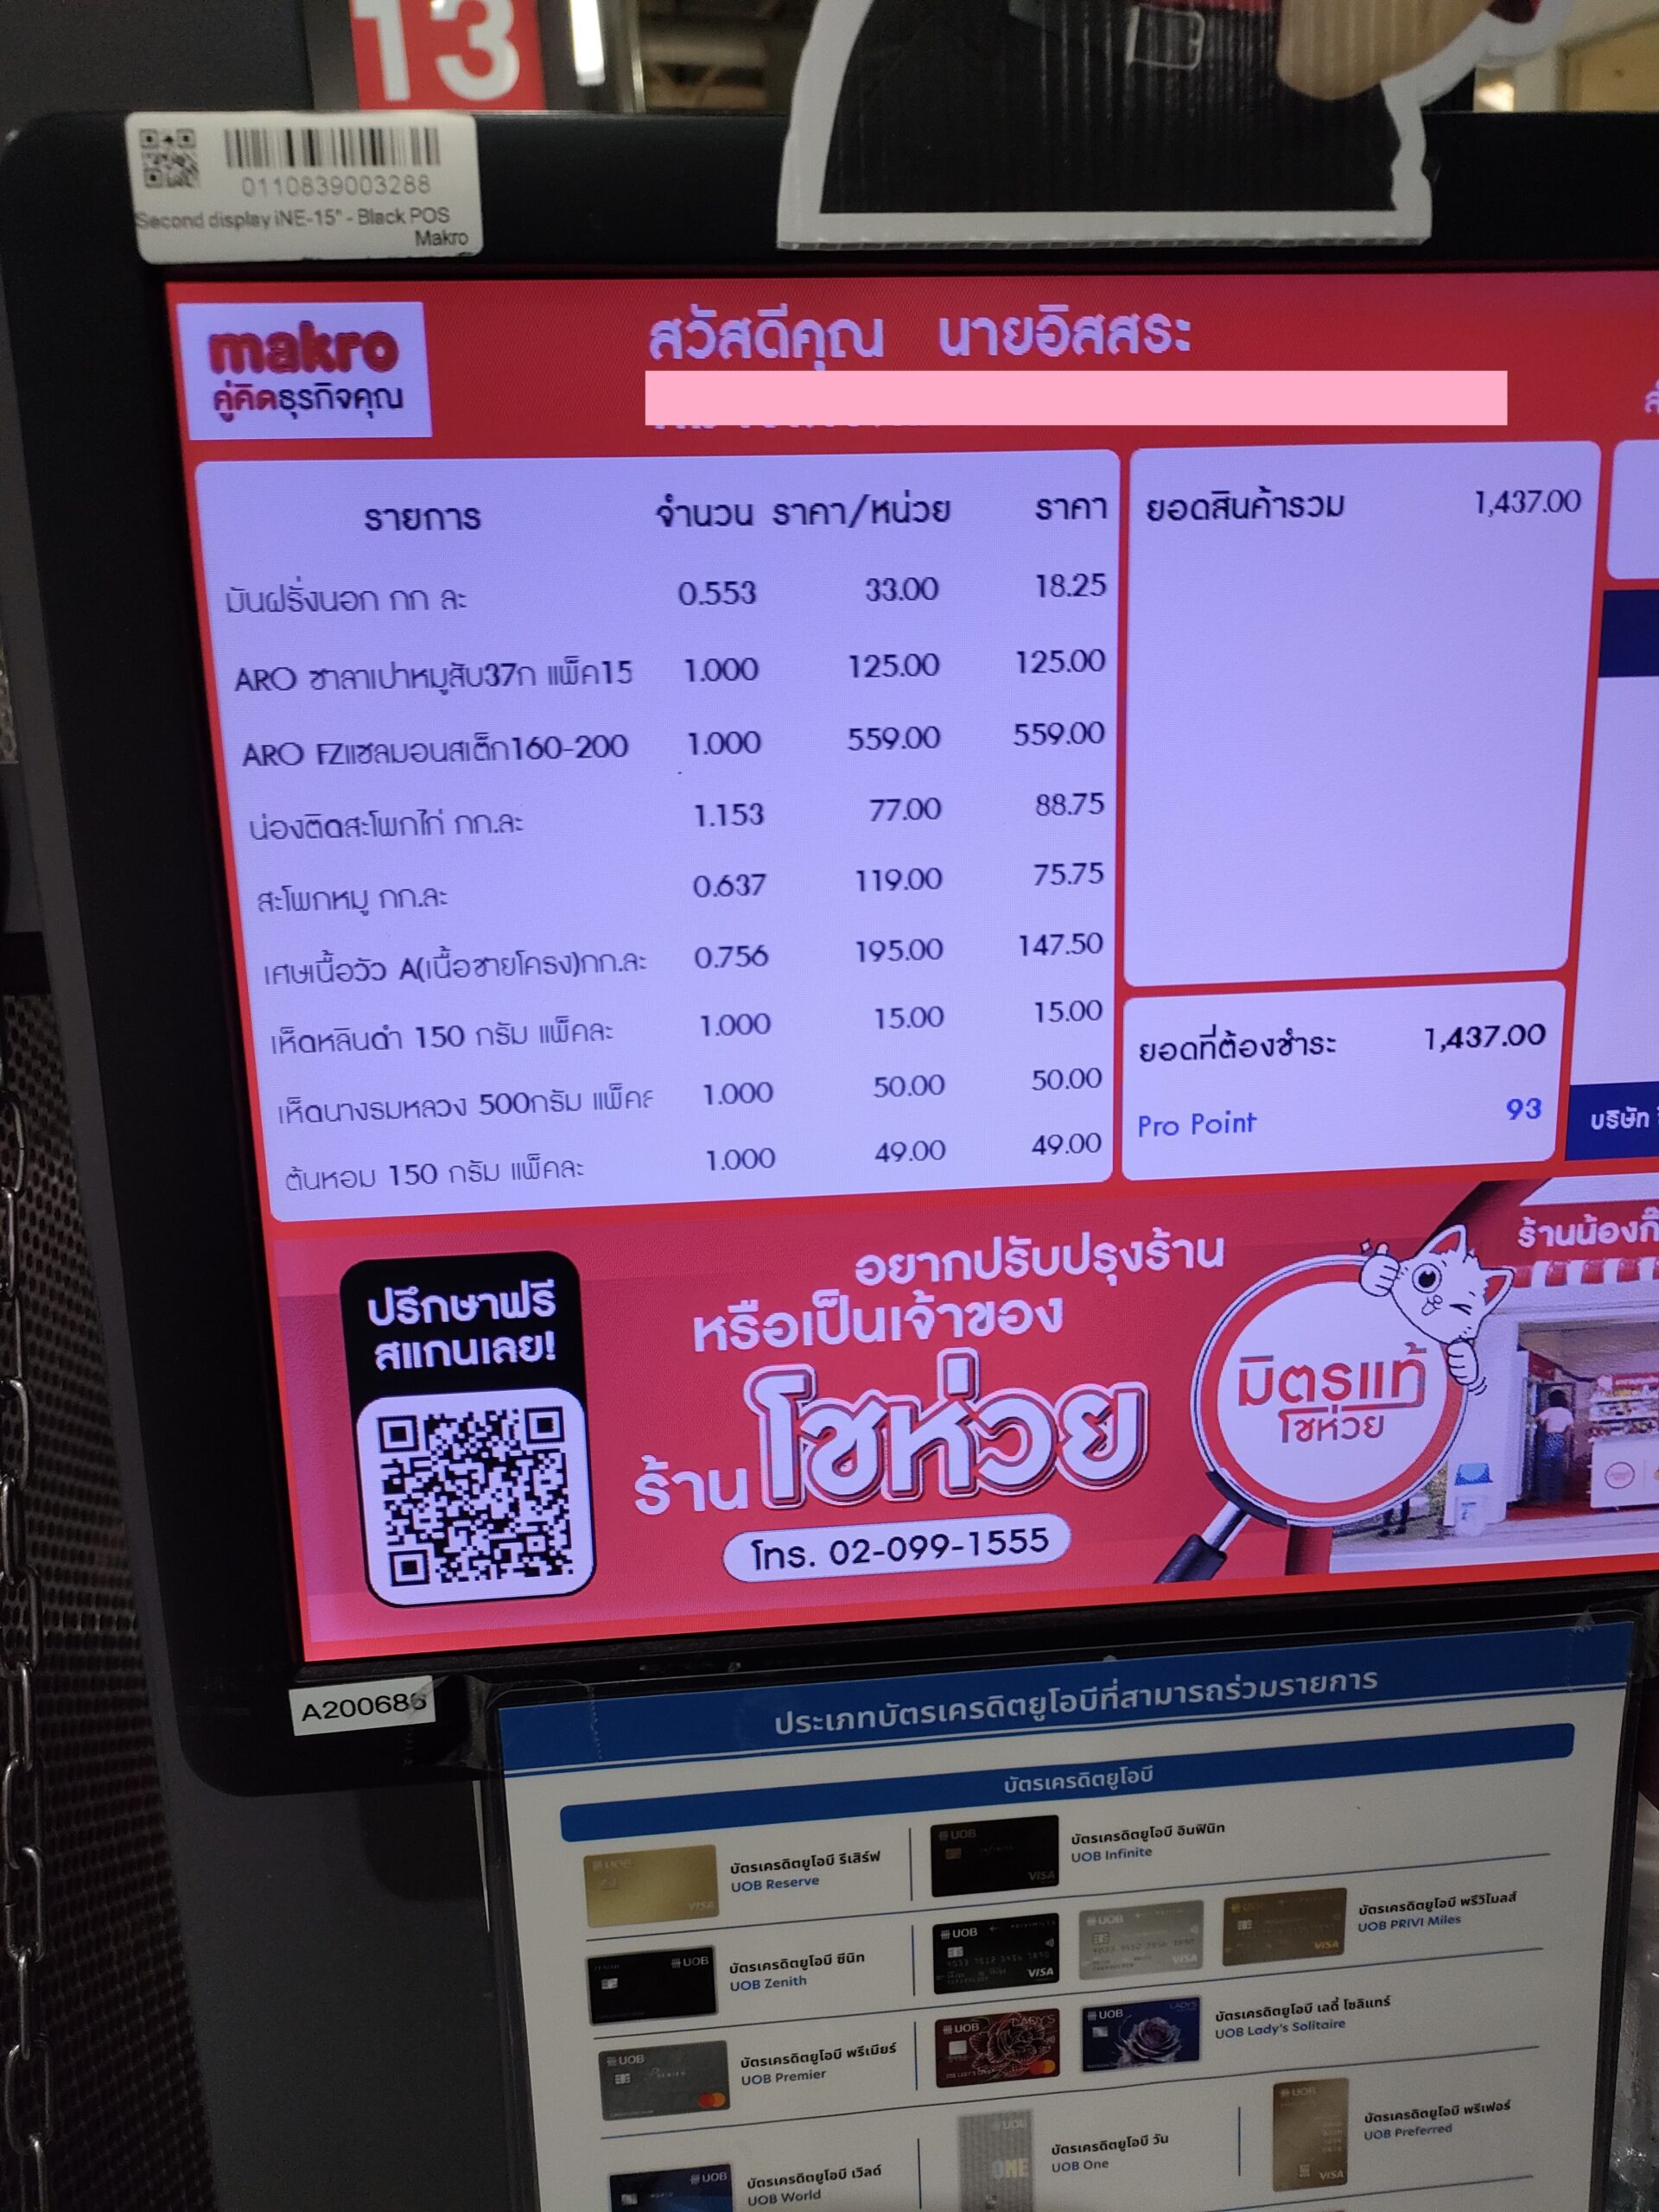 13
0110839003288
Second display iNE-15" - Black POS
Makro
makro
คู่คิดธุรกิจคุณ
สวัสดีคุณ นายอิสสระ
รายการ จำนวน ราคา/หน่วย ราคา
มันฝรั่งนอก กก ละ 0.553 33.00 18.25
ARO ซาลาเปาหมูสับ37ก แพ็ค15 1.000 125.00 125.00
ARO FZแซลมอนสเต็ก160-200 1.000 559.00 559.00
น่องติดสะโพกไก่ กก.ละ 1.153 77.00 88.75
สะโพกหมู กก.ละ 0.637 119.00 75.75
เศษเนื้อวัว A(เนื้อชายโครง)กก.ละ 0.756 195.00 147.50
เห็ดหลินดำ 150 กรัม แพ็คละ 1.000 15.00 15.00
เห็ดนางรมหลวง 500กรัม แพ็ค 1.000 50.00 50.00
ต้นหอม 150 กรัม แพ็คละ 1.000 49.00 49.00
ยอดสินค้ารวม 1,437.00
ยอดที่ต้องชำระ 1,437.00
Pro Point 93
บริษัท
ปรึกษาฟรี
สแกนเลย!
อยากปรับปรุงร้าน
หรือเป็นเจ้าของ
ร้านโชห่วย
โทร. 02-099-1555
มิตรแท้
โชห่วย
ร้านน้อง
A200686
ประเภทบัตรเครดิตยูโอบีที่สามารถร่วมรายการ
บัตรเครดิตยูโอบี
บัตรเครดิตยูโอบี รีเสิร์ฟ
UOB Reserve
บัตรเครดิตยูโอบี อินฟินิท
UOB Infinite
บัตรเครดิตยูโอบี ซีนิท
UOB Zenith
บัตรเครดิตยูโอบี พรีวิไมลส์
UOB PRIVI Miles
บัตรเครดิตยูโอบี พรีเมียร์
UOB Premier
บัตรเครดิตยูโอบี เลดี้ โซลิแทร์
UOB Lady's Solitaire
บัตรเครดิตยูโอบี เวิลด์
UOB World
บัตรเครดิตยูโอบี วัน
UOB One
บัตรเครดิตยูโอบี พรีเฟอร์
UOB Preferred